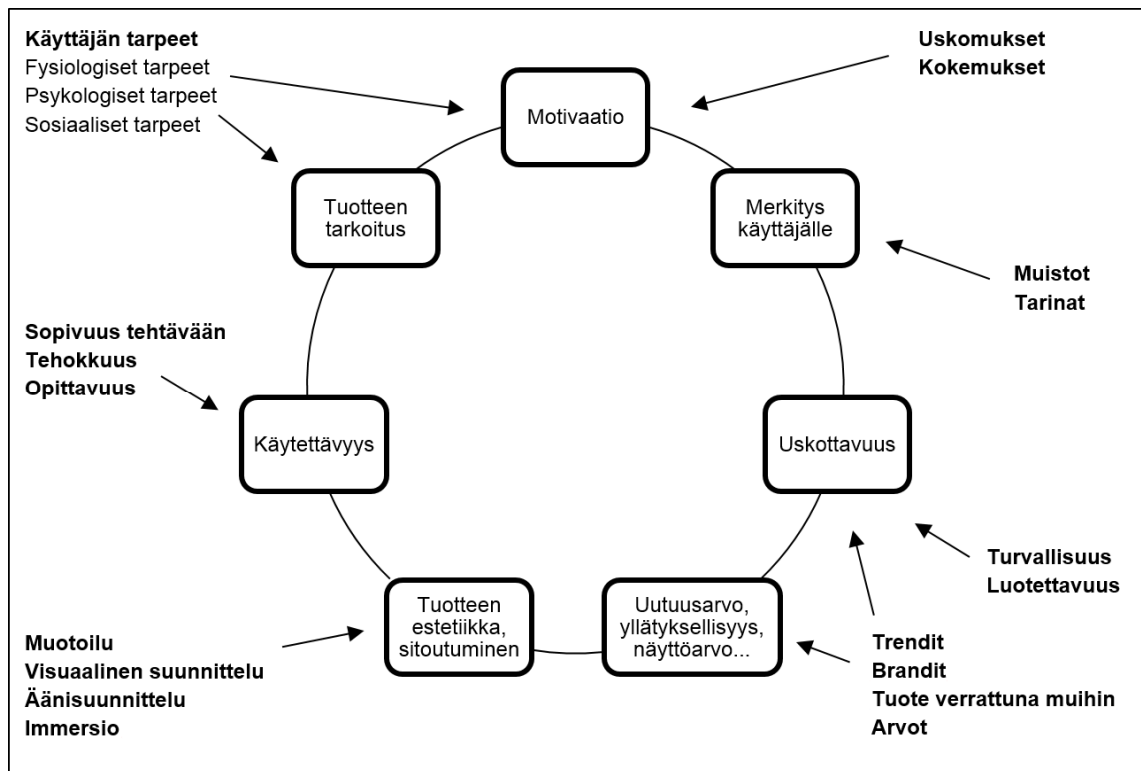 Käyttäjän tarpeet
Fysiologiset tarpeet
Psykologiset tarpeet
Sosiaaliset tarpeet
Uskomukset
Kokemukset
Motivaatio
Tuotteen
tarkoitus
Merkitys
käyttäjälle
Muistot
Tarinat
Sopivuus tehtävään
Tehokkuus
Opittavuus
Käytettävyys
Uskottavuus
Turvallisuus
Luotettavuus
Tuotteen
estetiikka,
sitoutuminen
Uutuusarvo,
yllätyksellisyys,
näyttöarvo...
Muotoilu
Visuaalinen suunnittelu
Äänisuunnittelu
Immersio
Trendit
Brandit
Tuote verrattuna muihin
Arvot